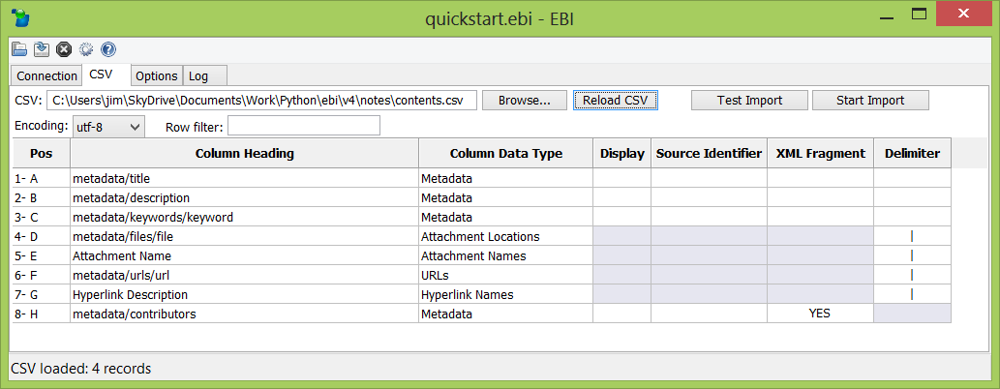 quickstart.ebi - EBI
Connection CSV Options Log
CSV: C:\Users\jim\SkyDrive\Documents\Work\Python\ebi\v4\notes\contents.csv Browse... Reload CSV Test Import Start Import
Encoding: utf-8 Row filter:
Pos Column Heading Column Data Type Display Source Identifier XML Fragment Delimiter
1- A metadata/title Metadata
2- B metadata/description Metadata
3- C metadata/keywords/keyword Metadata
4- D metadata/files/file Attachment Locations |
5- E Attachment Name Attachment Names |
6- F metadata/urls/url URLs |
7- G Hyperlink Description Hyperlink Names |
8- H metadata/contributors Metadata YES
CSV loaded: 4 records